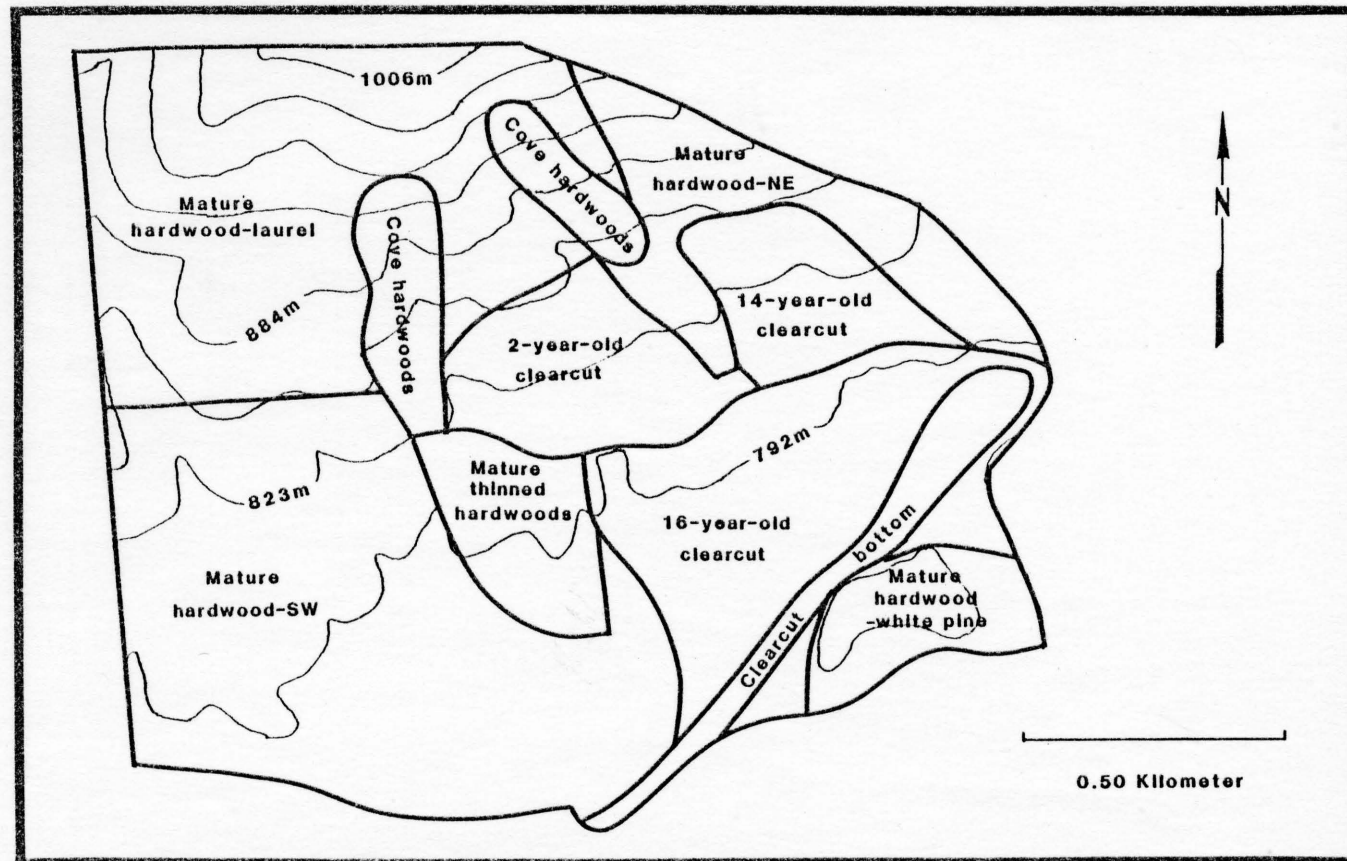 1006m
Cove hardwoods
Mature
hardwood-NE
Mature
hardwood-laurel
Cove hardwoods
N
884m
14-year-old
clearcut
2-year-old
clearcut
792m
823m
Mature
thinned
hardwoods
16-year-old
clearcut
bottom
Mature
hardwood-SW
Mature
hardwood
-white pine
Clearcut
0.50 Kilometer